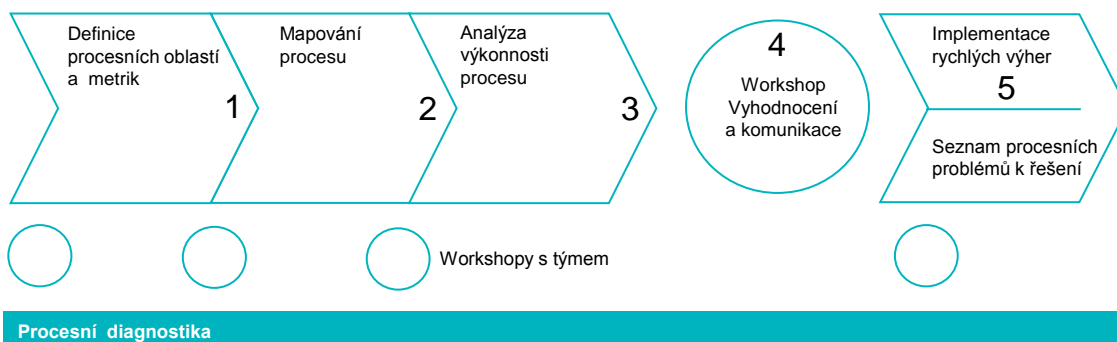 Definice
procesních oblastí
a metrik
1
Mapování
procesu
2
Analýza
výkonnosti
procesu
3
4
Workshop
Vyhodnocení
a komunikace
Implementace
rychlých výher
5
Seznam procesních
problémů k řešení
Workshopy s týmem
Procesní diagnostika